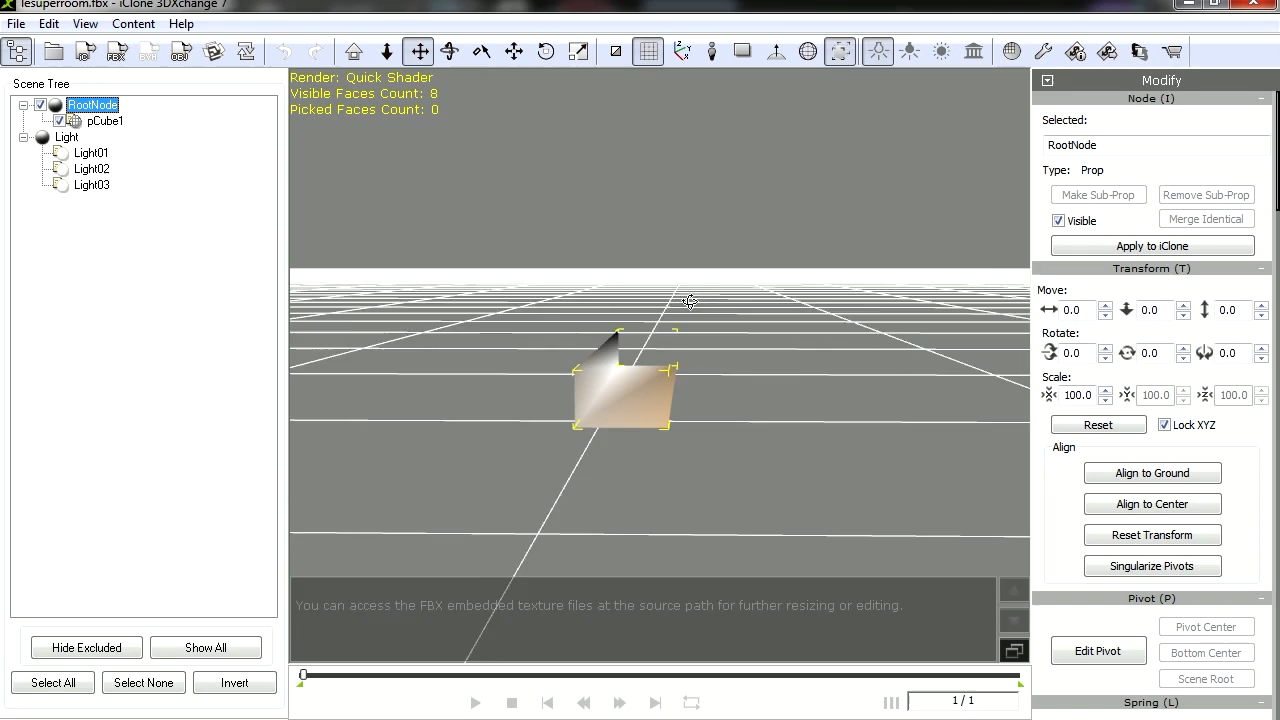 lesuperroom.fbx - iClone 3DXchange 7
File Edit View Content Help
FBX
BVH
OBJ
Scene Tree
RootNode
pCube1
Light
Light01
Light02
Light03
Hide Excluded
Show All
Select All
Select None
Invert
Render: Quick Shader
Visible Faces Count: 8
Picked Faces Count: 0
You can access the FBX embedded texture files at the source path for further resizing or editing.
1 / 1
Modify
Node (I)
Selected:
RootNode
Type: Prop
Make Sub-Prop
Remove Sub-Prop
Visible
Merge Identical
Apply to iClone
Transform (T)
Move:
0.0 0.0 0.0
Rotate:
0.0 0.0 0.0
Scale:
100.0 100.0 100.0
Reset
Lock XYZ
Align
Align to Ground
Align to Center
Reset Transform
Singularize Pivots
Pivot (P)
Edit Pivot
Pivot Center
Bottom Center
Scene Root
Spring (L)